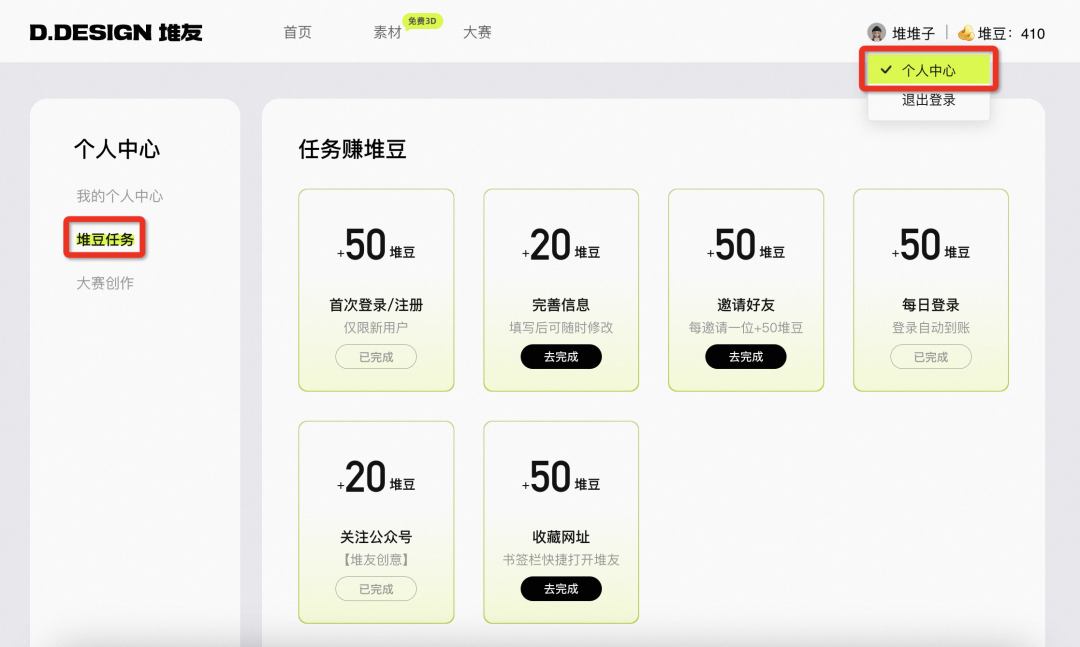 D.DESIGN 堆友
首页
素材
免费3D
大赛
堆堆子
堆豆：410
个人中心
退出登录
个人中心
我的个人中心
堆豆任务
大赛创作
任务赚堆豆
+50 堆豆
首次登录/注册
仅限新用户
已完成
+20 堆豆
完善信息
填写后可随时修改
去完成
+50 堆豆
邀请好友
每邀请一位+50堆豆
去完成
+50 堆豆
每日登录
登录自动到账
已完成
+20 堆豆
关注公众号
【堆友创意】
已完成
+50 堆豆
收藏网址
书签栏快捷打开堆友
去完成